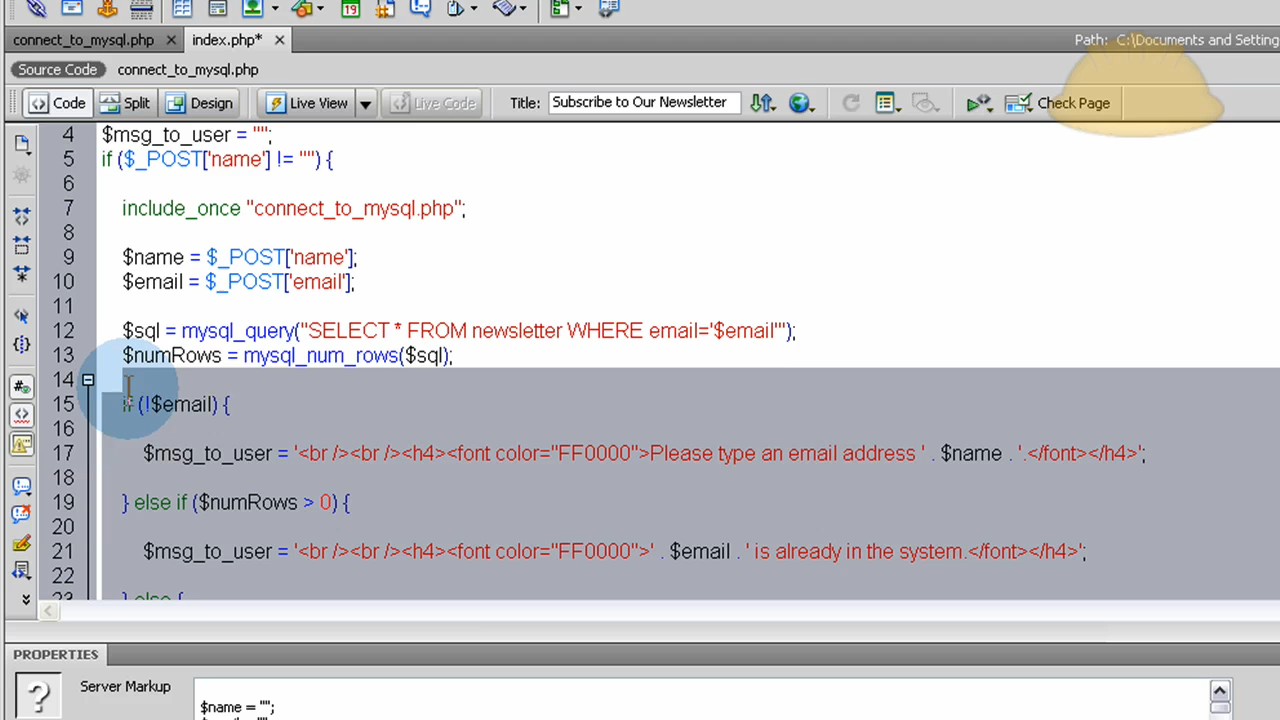 connect_to_mysql.php index.php*
Path: C:\Documents and Setting
Source Code connect_to_mysql.php
Code Split Design Live View Live Code Title: Subscribe to Our Newsletter Check Page
4 $msg_to_user = "";
5 if ($_POST['name'] != "") {
6
7 include_once "connect_to_mysql.php";
8
9 $name = $_POST['name'];
10 $email = $_POST['email'];
11
12 $sql = mysql_query("SELECT * FROM newsletter WHERE email='$email'");
13 $numRows = mysql_num_rows($sql);
14
15 if (!$email) {
16
17 $msg_to_user = '<br /><br /><h4><font color="FF0000">Please type an email address ' . $name . '.</font></h4>';
18
19 } else if ($numRows > 0) {
20
21 $msg_to_user = '<br /><br /><h4><font color="FF0000">' . $email . ' is already in the system.</font></h4>';
22
23 } else {
PROPERTIES
? Server Markup
$name = "";